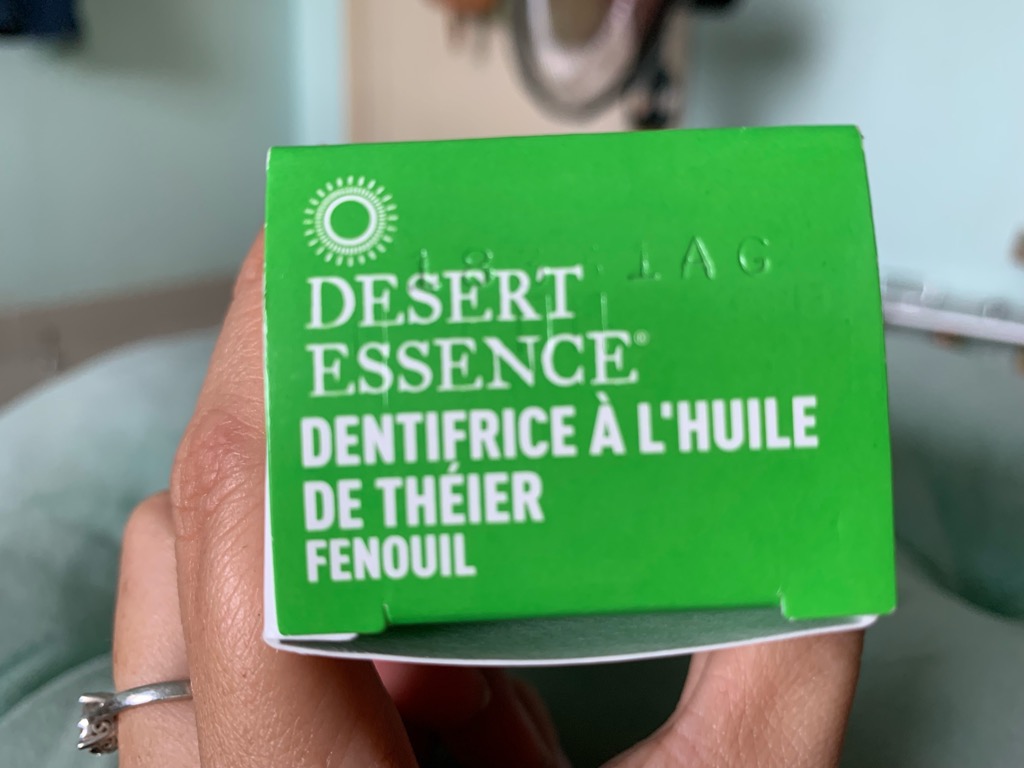 DESERT
ESSENCE®
DENTIFRICE À L'HUILE
DE THÉIER
FENOUIL